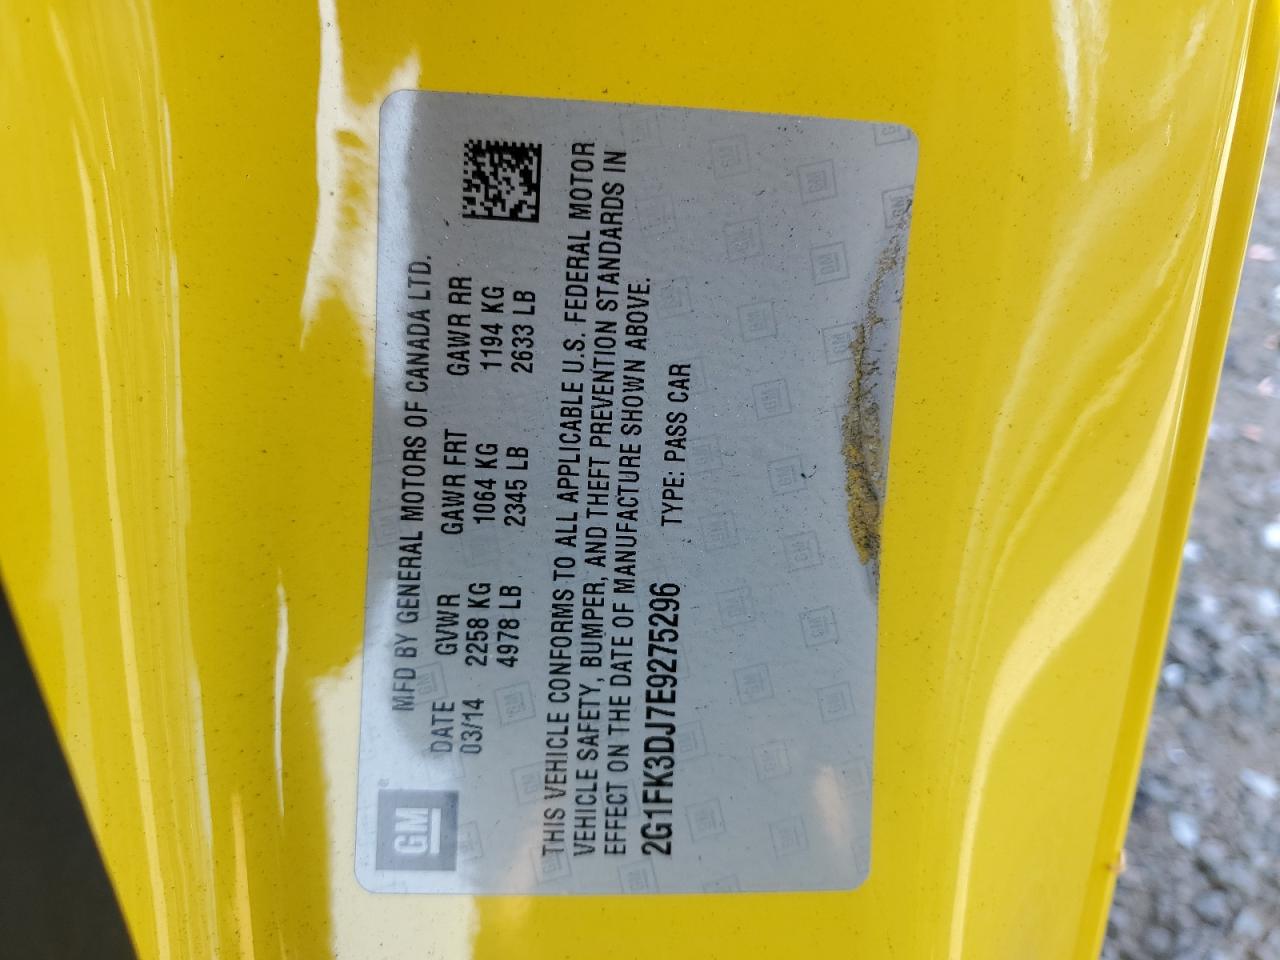 GM
MFD BY GENERAL MOTORS OF CANADA LTD.
DATE GVWR GAWR FRT GAWR RR
03/14 2258 KG 1064 KG 1194 KG
4978 LB 2345 LB 2633 LB
THIS VEHICLE CONFORMS TO ALL APPLICABLE U.S. FEDERAL MOTOR
VEHICLE SAFETY, BUMPER, AND THEFT PREVENTION STANDARDS IN
EFFECT ON THE DATE OF MANUFACTURE SHOWN ABOVE.
2G1FK3DJ7E9275296 TYPE: PASS CAR